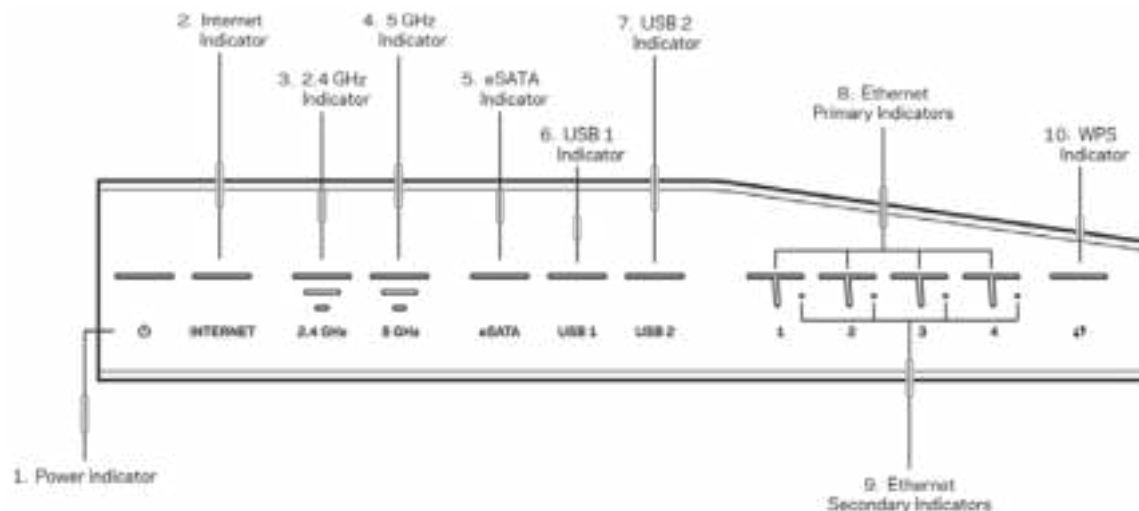 2. Internet
Indicator
4. 5 GHz
Indicator
7. USB 2
Indicator
3. 2.4 GHz
Indicator
5. eSATA
Indicator
8. Ethernet
Primary Indicators
6. USB 1
Indicator
10. WPS
Indicator
INTERNET
2.4 GHz
5 GHz
eSATA
USB 1
USB 2
1
2
3
4
1. Power indicator
9. Ethernet
Secondary Indicators